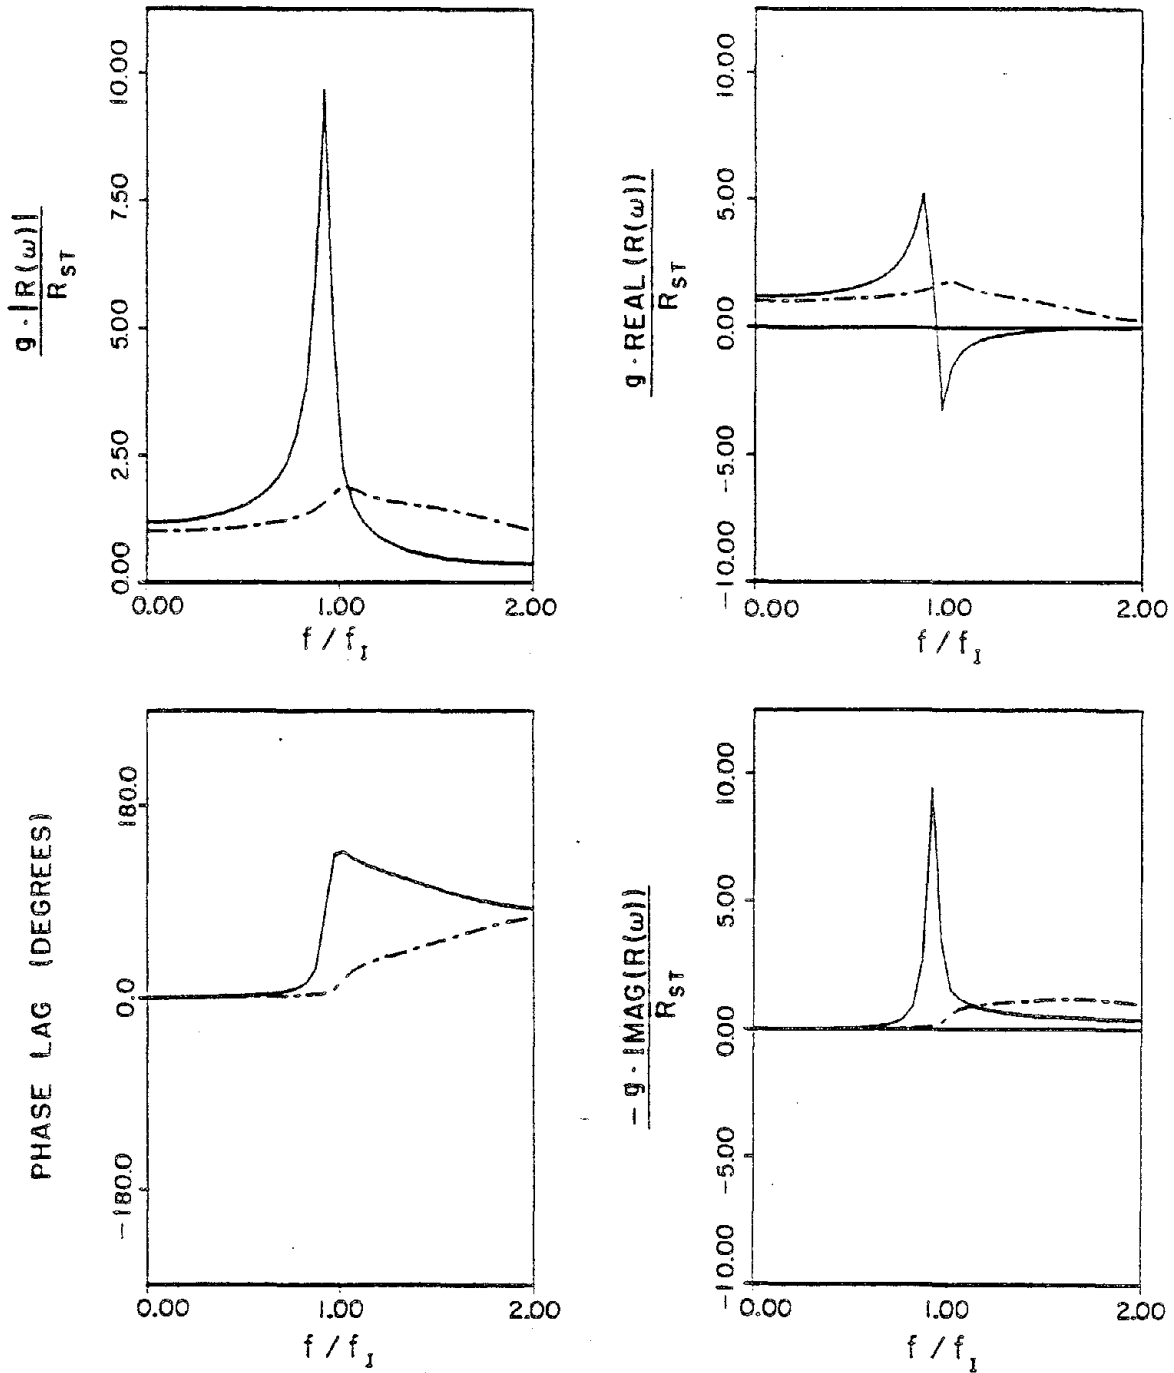 g · |R(ω)|
R_ST
10.00
7.50
5.00
2.50
0.00
0.00 1.00 2.00
f / f_I
g · REAL(R(ω))
R_ST
10.00
5.00
0.00
-5.00
-10.00
0.00 1.00 2.00
f / f_I
PHASE LAG (DEGREES)
180.0
0.0
-180.0
0.00 1.00 2.00
f / f_I
- g · IMAG(R(ω))
R_ST
10.00
5.00
0.00
-5.00
-10.00
0.00 1.00 2.00
f / f_I